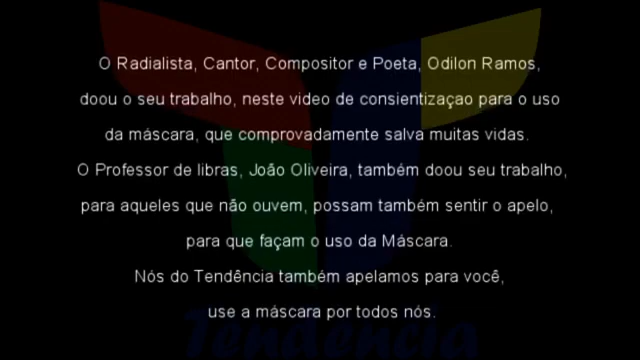 O Radialista, Cantor, Compositor e Poeta, Odilon Ramos,
doou o seu trabalho, neste video de consientizaçao para o uso
da máscara, que comprovadamente salva muitas vidas.
O Professor de libras, João Oliveira, também doou seu trabalho,
para aqueles que não ouvem, possam também sentir o apelo,
para que façam o uso da Máscara.
Nós do Tendência também apelamos para você,
use a máscara por todos nós.
Tendência